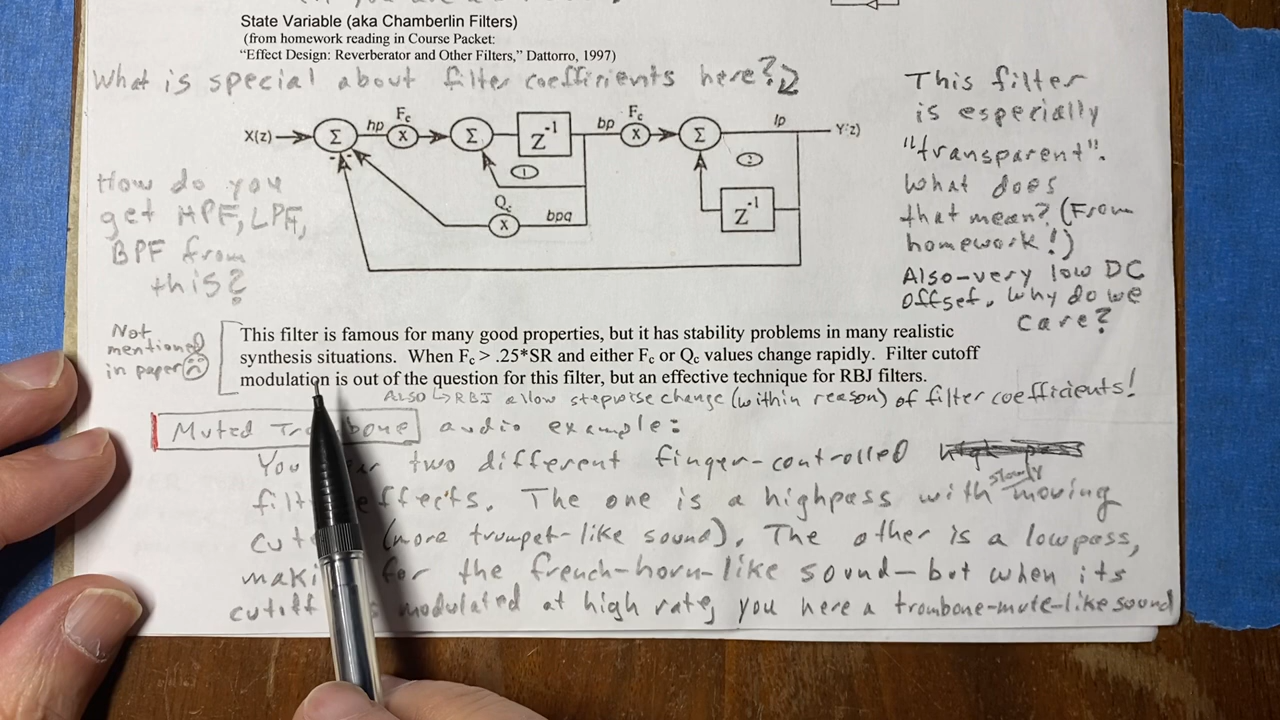 State Variable (aka Chamberlin Filters)
(from homework reading in Course Packet:
"Effect Design: Reverberator and Other Filters," Dattorro, 1997)
What is special about filter coefficients here?
X(z)
Σ
hp
Fc
X
Σ
Z-1
bp
Fc
X
Σ
lp
Y(z)
1
2
Qc
X
bpq
Z-1
How do you
get HPF, LPF,
BPF from
this?
This filter
is especially
"transparent".
What does
that mean? (From
homework!)
Also-very low DC
offset. Why do we
care?
Not
mentioned
in paper
This filter is famous for many good properties, but it has stability problems in many realistic
synthesis situations. When Fc > .25*SR and either Fc or Qc values change rapidly. Filter cutoff
modulation is out of the question for this filter, but an effective technique for RBJ filters.
ALSO RBJ allow stepwise change (within reason) of filter coefficients!
Muted audio example:
You two different finger-controlled
effects. The one is a highpass with slowly moving
(more trumpet-like sound). The other is a lowpass,
for the french-horn-like sound-but when its
modulated at high rate, you here a trombone-mute-like sound